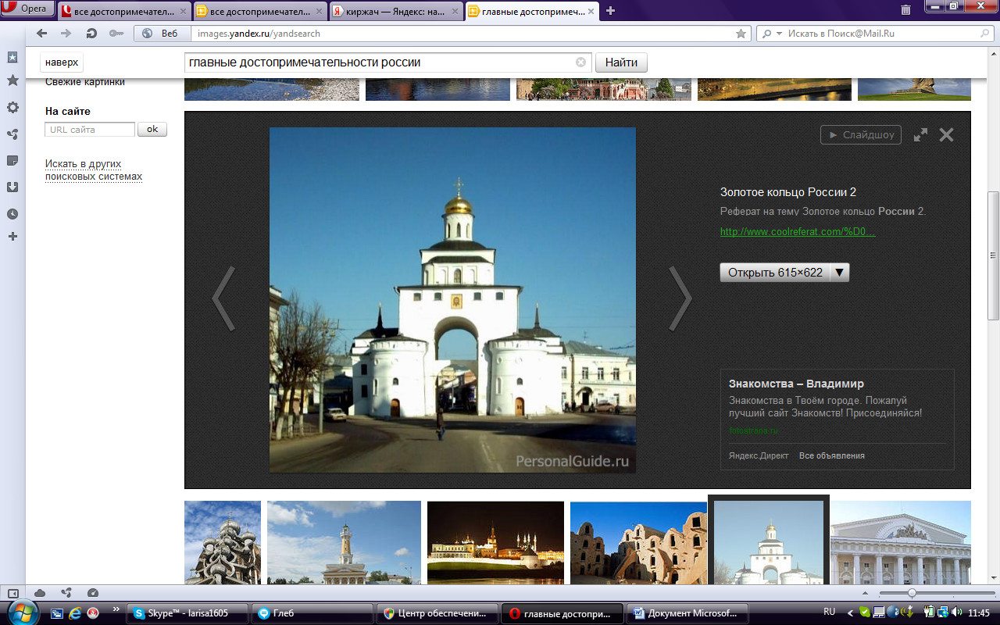 Opera
все достопримечател...
все достопримечател...
киржач — Яндекс: на...
главные достопримеч...
Веб
images.yandex.ru/yandsearch
Искать в Поиск@Mail.Ru
наверх
главные достопримечательности россии
Найти
Свежие картинки
На сайте
URL сайта
ok
Искать в других
поисковых системах
Слайдшоу
Золотое кольцо России 2
Реферат на тему Золотое кольцо России 2.
http://www.coolreferat.com/%D0...
Открыть 615×622
PersonalGuide.ru
Знакомства – Владимир
Знакомства в Твоём городе. Пожалуй
лучший сайт Знакомств! Присоединяйся!
fotostrana.ru
Яндекс.Директ
Все объявления
Skype™ - larisa1605
Глеб
Центр обеспечени...
главные достопри...
Документ Microsof...
RU
11:45